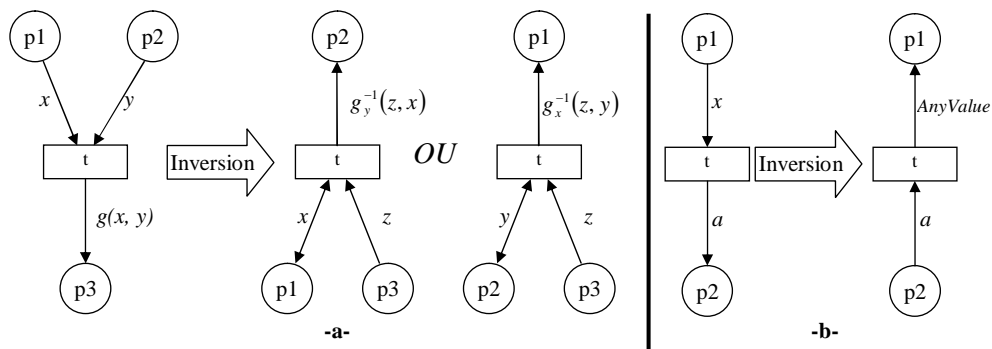 p1
p2
x
y
t
g(x, y)
p3
Inversion
p2
g_y^{-1}(z, x)
t
x
z
p1
p3
OU
p1
g_x^{-1}(z, y)
t
y
z
p2
p3
-a-
p1
x
t
a
p2
Inversion
p1
AnyValue
t
a
p2
-b-